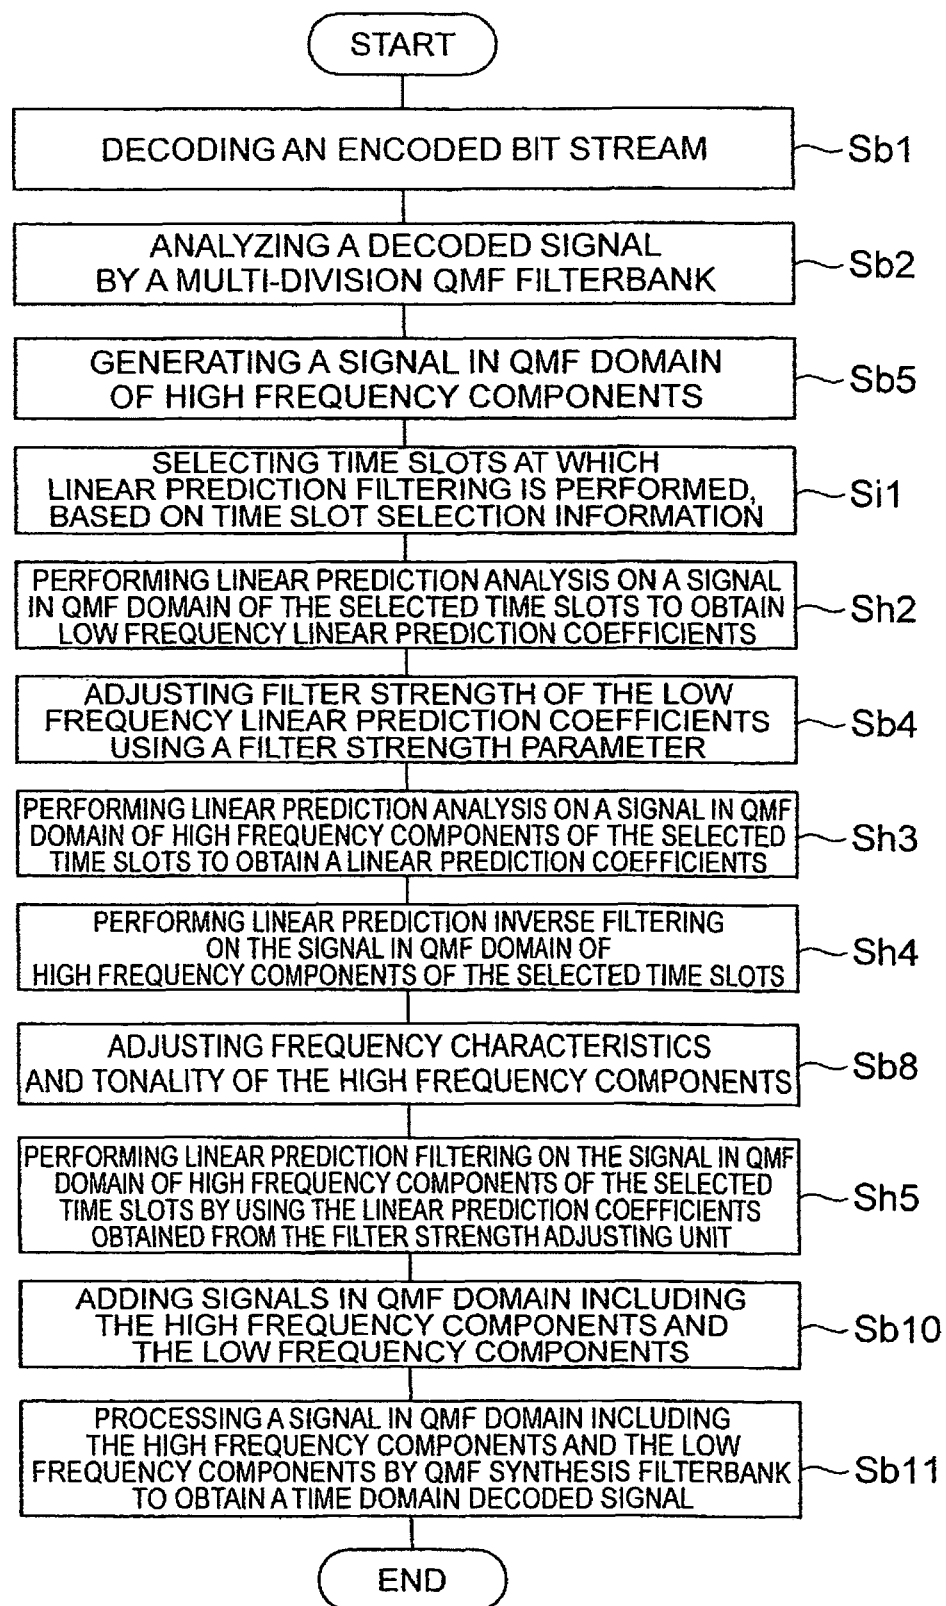 START
DECODING AN ENCODED BIT STREAM
Sb1
ANALYZING A DECODED SIGNAL
BY A MULTI-DIVISION QMF FILTERBANK
Sb2
GENERATING A SIGNAL IN QMF DOMAIN
OF HIGH FREQUENCY COMPONENTS
Sb5
SELECTING TIME SLOTS AT WHICH
LINEAR PREDICTION FILTERING IS PERFORMED,
BASED ON TIME SLOT SELECTION INFORMATION
Si1
PERFORMING LINEAR PREDICTION ANALYSIS ON A SIGNAL
IN QMF DOMAIN OF THE SELECTED TIME SLOTS TO OBTAIN
LOW FREQUENCY LINEAR PREDICTION COEFFICIENTS
Sh2
ADJUSTING FILTER STRENGTH OF THE LOW
FREQUENCY LINEAR PREDICTION COEFFICIENTS
USING A FILTER STRENGTH PARAMETER
Sb4
PERFORMING LINEAR PREDICTION ANALYSIS ON A SIGNAL IN QMF
DOMAIN OF HIGH FREQUENCY COMPONENTS OF THE SELECTED
TIME SLOTS TO OBTAIN A LINEAR PREDICTION COEFFICIENTS
Sh3
PERFORMNG LINEAR PREDICTION INVERSE FILTERING
ON THE SIGNAL IN QMF DOMAIN OF
HIGH FREQUENCY COMPONENTS OF THE SELECTED TIME SLOTS
Sh4
ADJUSTING FREQUENCY CHARACTERISTICS
AND TONALITY OF THE HIGH FREQUENCY COMPONENTS
Sb8
PERFORMING LINEAR PREDICTION FILTERING ON THE SIGNAL IN QMF
DOMAIN OF HIGH FREQUENCY COMPONENTS OF THE SELECTED
TIME SLOTS BY USING THE LINEAR PREDICTION COEFFICIENTS
OBTAINED FROM THE FILTER STRENGTH ADJUSTING UNIT
Sh5
ADDING SIGNALS IN QMF DOMAIN INCLUDING
THE HIGH FREQUENCY COMPONENTS AND
THE LOW FREQUENCY COMPONENTS
Sb10
PROCESSING A SIGNAL IN QMF DOMAIN INCLUDING
THE HIGH FREQUENCY COMPONENTS AND THE LOW
FREQUENCY COMPONENTS BY QMF SYNTHESIS FILTERBANK
TO OBTAIN A TIME DOMAIN DECODED SIGNAL
Sb11
END